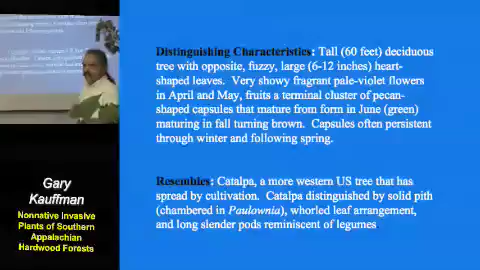 Distinguishing Characteristics: Tall (60 feet) deciduous
tree with opposite, fuzzy, large (6-12 inches) heart-
shaped leaves.  Very showy fragrant pale-violet flowers
in April and May, fruits a terminal cluster of pecan-
shaped capsules that mature from form in June (green)
maturing in fall turning brown.  Capsules often persistent
through winter and following spring.
Resembles: Catalpa, a more western US tree that has
spread by cultivation.  Catalpa distinguished by solid pith
(chambered in Paulownia), whorled leaf arrangement,
and long slender pods reminiscent of legumes
Gary
Kauffman
Nonnative Invasive
Plants of Southern
Appalachian
Hardwood Forests